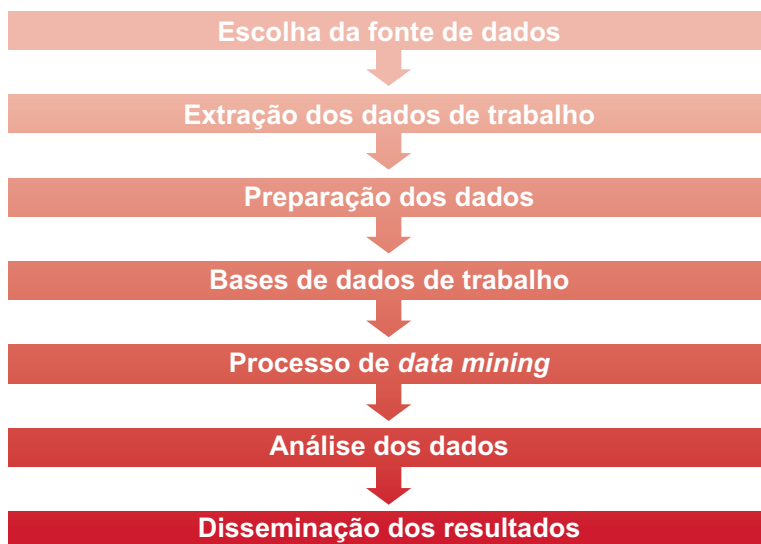 Escolha da fonte de dados
Extração dos dados de trabalho
Preparação dos dados
Bases de dados de trabalho
Processo de data mining
Análise dos dados
Disseminação dos resultados